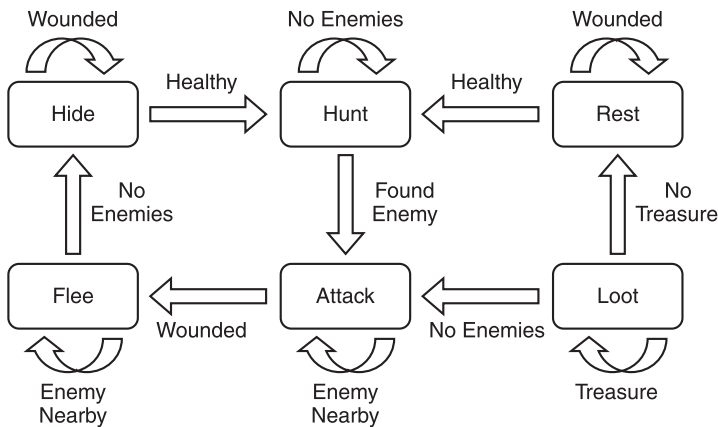 Wounded
No Enemies
Wounded
Healthy
Healthy
Hide
Hunt
Rest
No
Enemies
Found
Enemy
No
Treasure
Flee
Attack
Loot
Wounded
No Enemies
Enemy
Nearby
Enemy
Nearby
Treasure